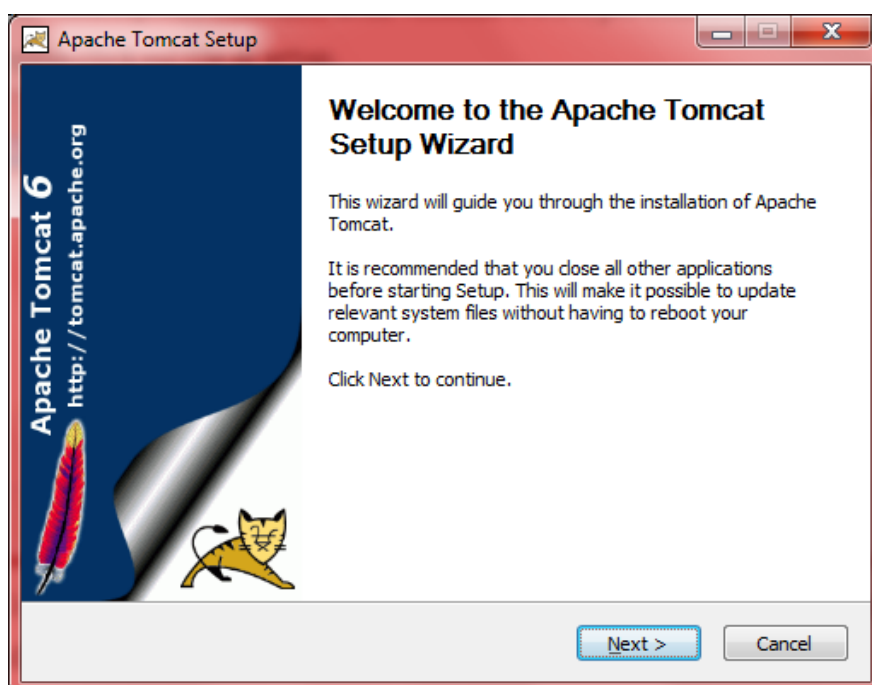 Apache Tomcat Setup
Apache Tomcat 6
http://tomcat.apache.org
Welcome to the Apache Tomcat
Setup Wizard
This wizard will guide you through the installation of Apache
Tomcat.
It is recommended that you close all other applications
before starting Setup. This will make it possible to update
relevant system files without having to reboot your
computer.
Click Next to continue.
Next >
Cancel